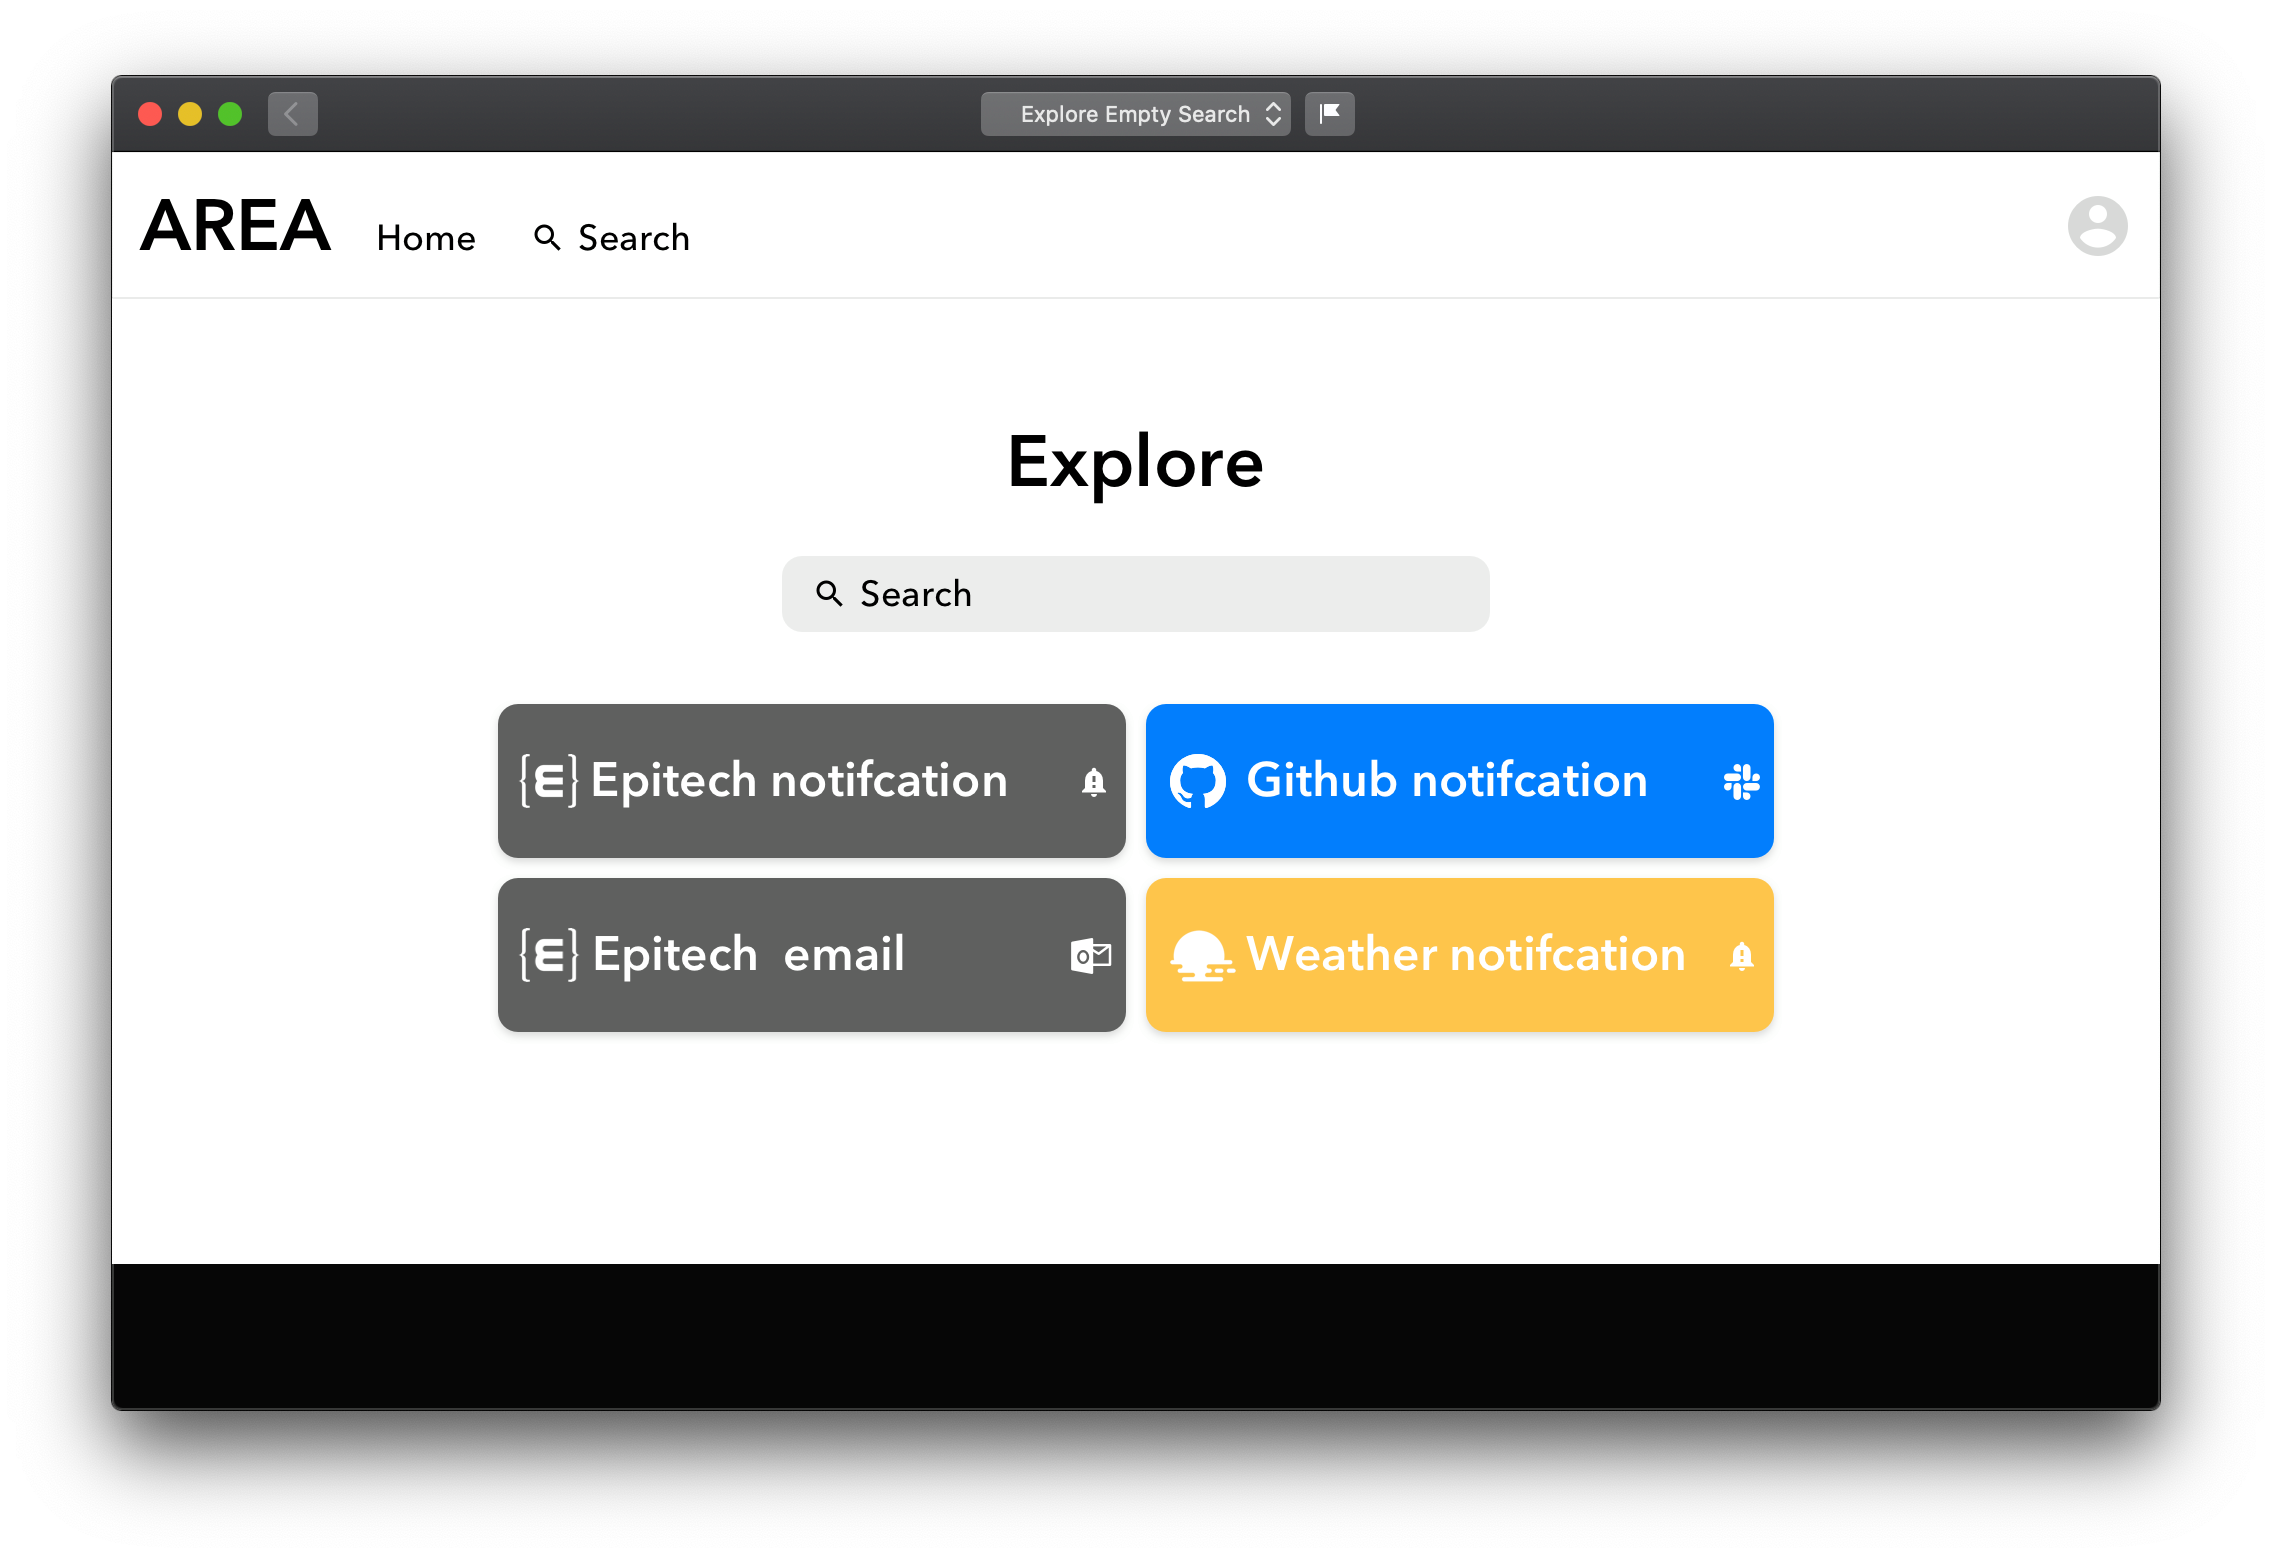 Explore Empty Search
AREA Home Search
Explore
Search
Epitech notifcation
Github notifcation
Epitech  email
Weather notifcation